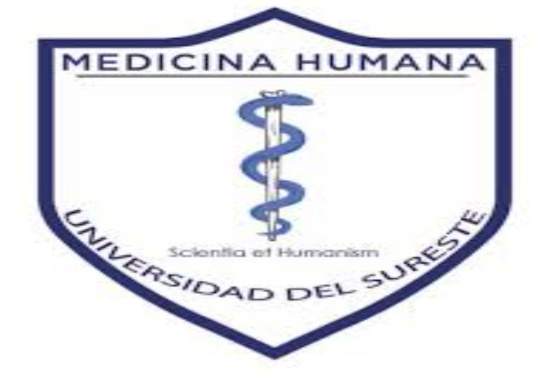 MEDICINA HUMANA
Scientia et Humanism
UNIVERSIDAD DEL SURESTE